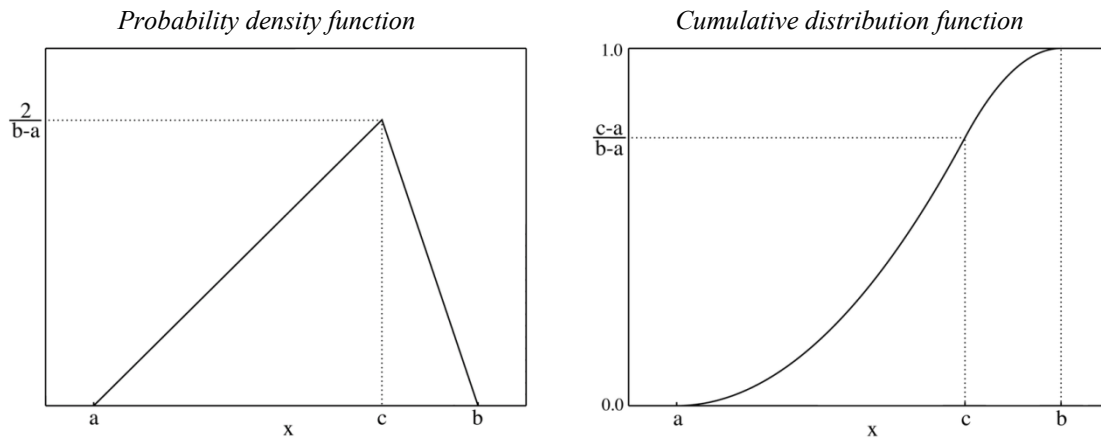 Probability density function
2
b-a
a
c
b
x
Cumulative distribution function
1.0
c-a
b-a
0.0
a
c
b
x